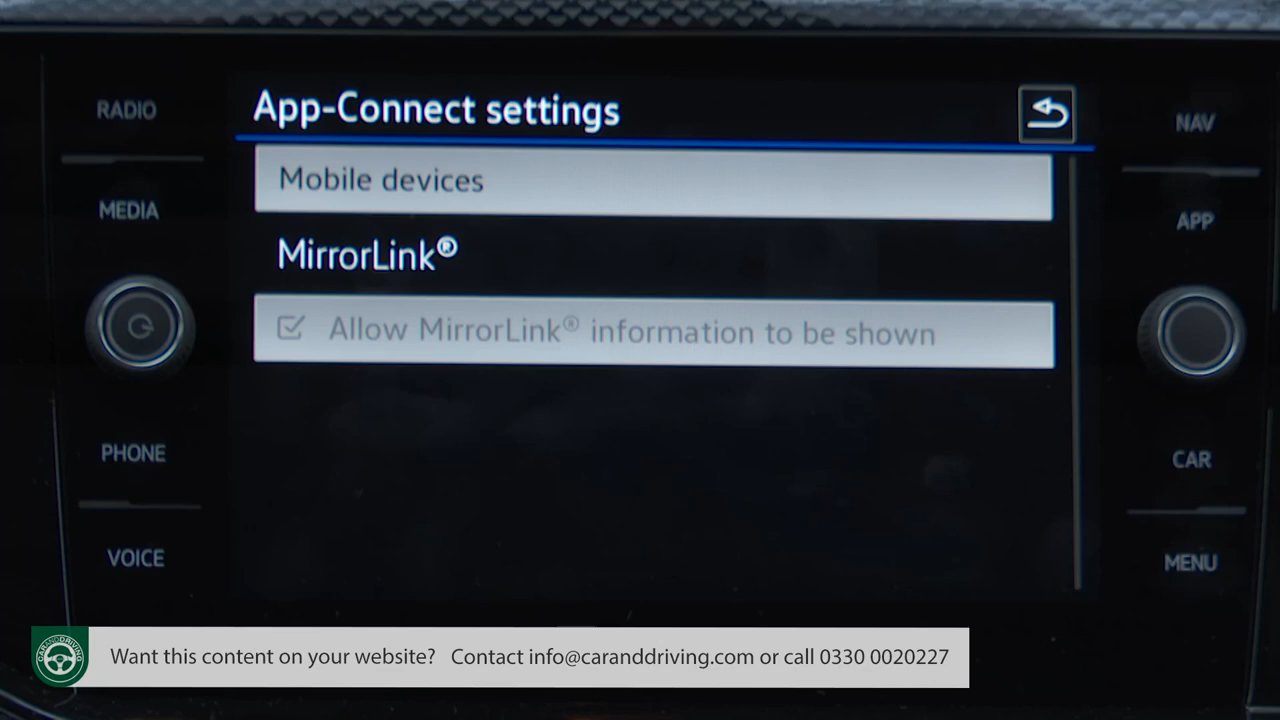 App-Connect settings
RADIO
NAV
Mobile devices
MEDIA
APP
MirrorLink®
Allow MirrorLink® information to be shown
PHONE
CAR
VOICE
MENU
CARANDDRIVING
Want this content on your website? Contact info@caranddriving.com or call 0330 0020227